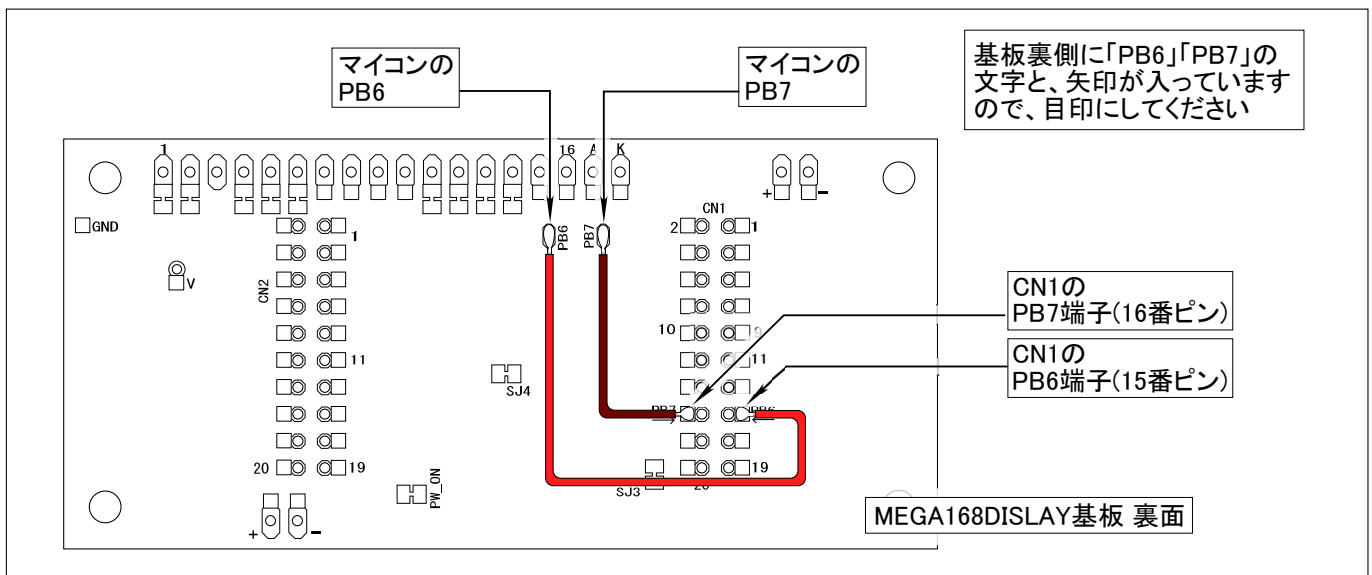 マイコンの
PB6
マイコンの
PB7
基板裏側に「PB6」「PB7」の
文字と、矢印が入っています
ので、目印にしてください
1
16
A
K
+
-
GND
V
CN2
1
11
20
19
PB6
PB7
CN1
2
1
10
9
11
PB7
PB6
19
20
SJ4
SJ3
PW_ON
+
-
CN1の
PB7端子(16番ピン)
CN1の
PB6端子(15番ピン)
MEGA168DISLAY基板 裏面